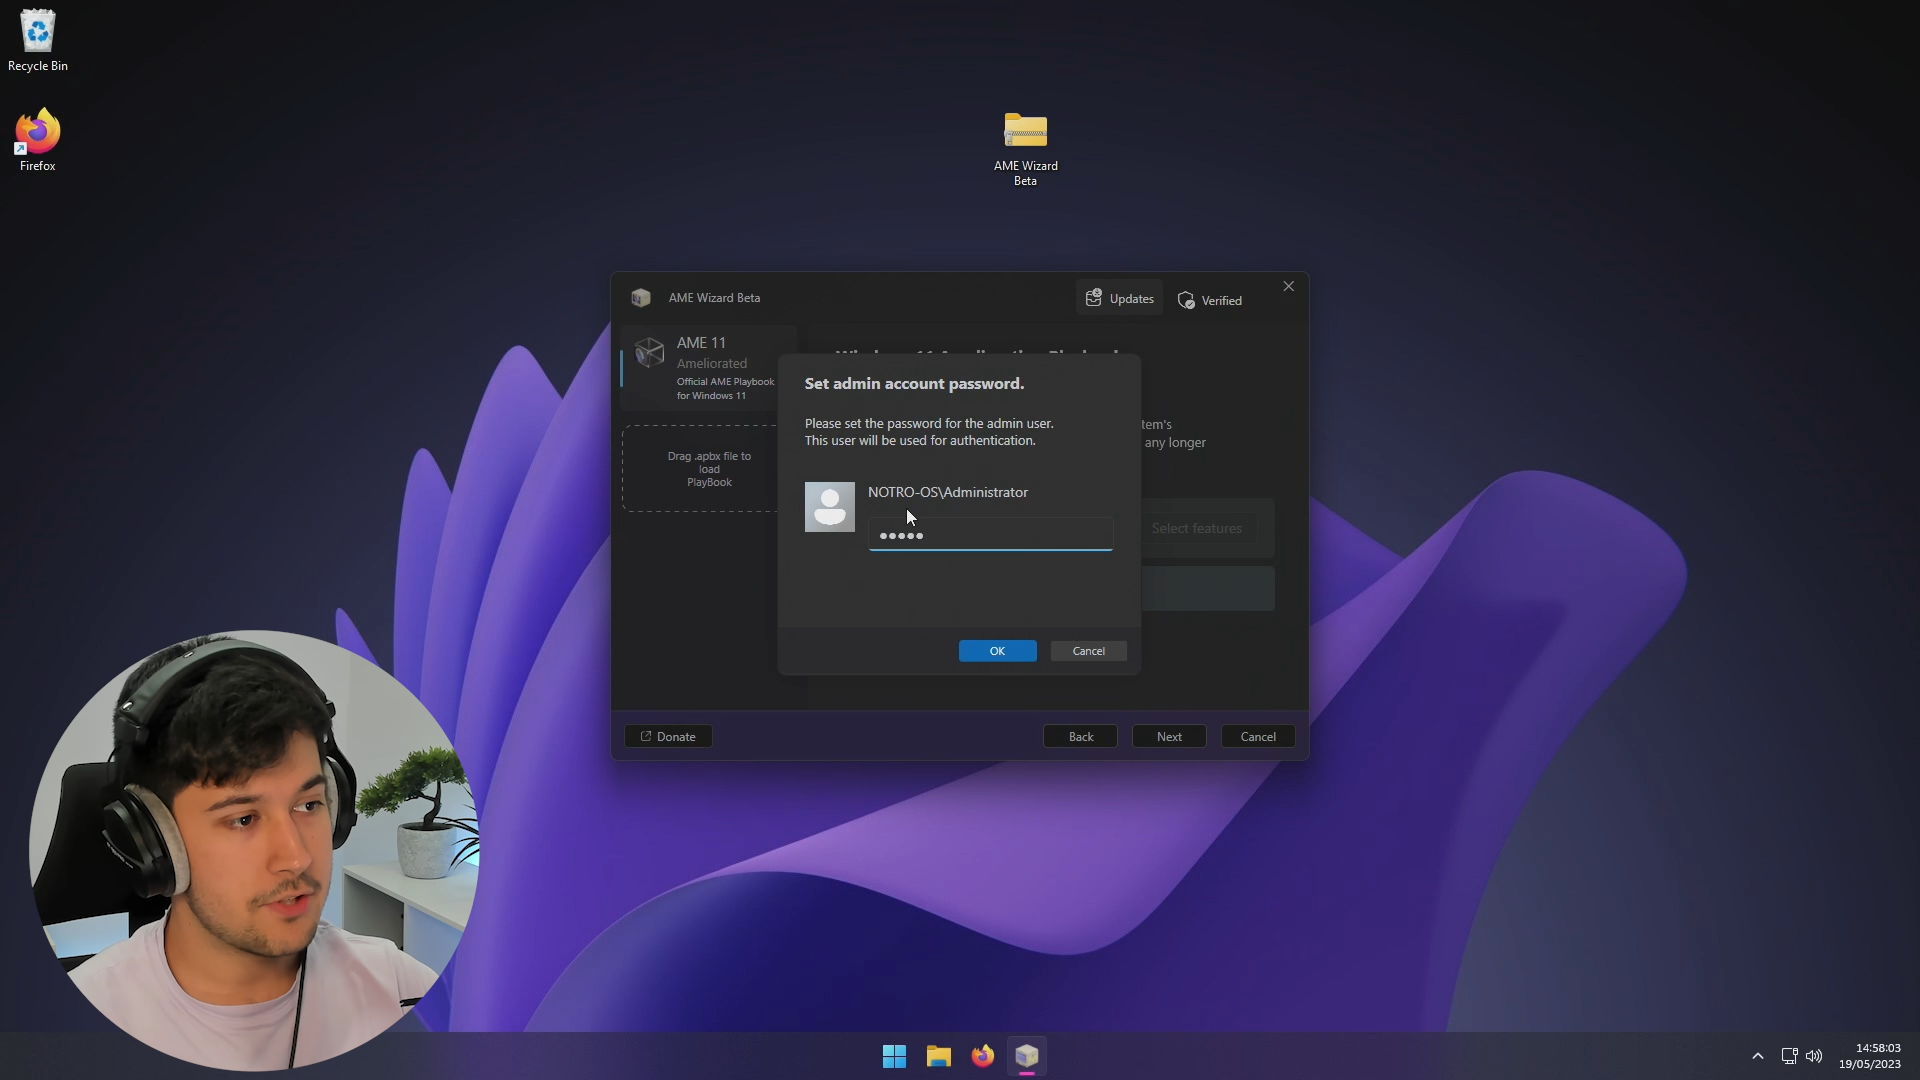 Recycle Bin
Firefox
AME Wizard
Beta
AME Wizard Beta
Updates
Verified
AME 11
Ameliorated
Official AME Playbook
for Windows 11
Drag .apbx file to
load
PlayBook
Set admin account password.
Please set the password for the admin user.
This user will be used for authentication.
NOTRO-OS\Administrator
●●●●●
OK
Cancel
tem's
any longer
Select features
Donate
Back
Next
Cancel
14:58:03
19/05/2023